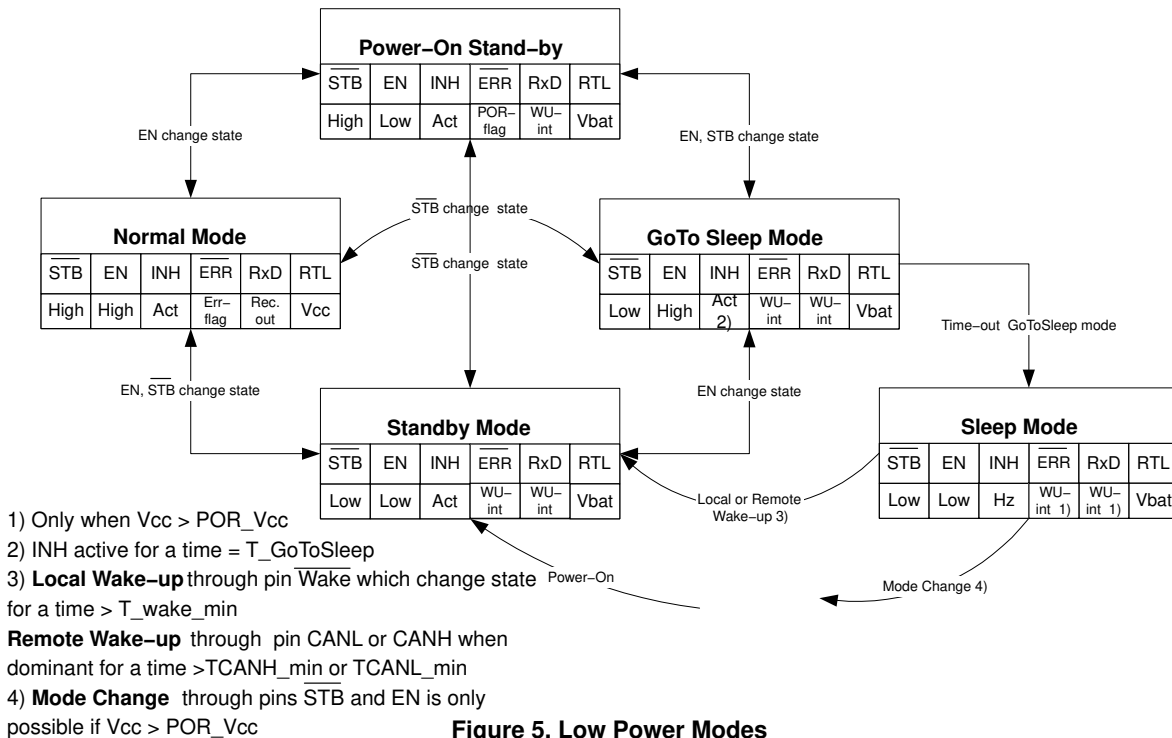 Power–On Stand–by
STB EN INH ERR RxD RTL
High Low Act POR–flag WU–int Vbat
EN change state
EN, STB change state
STB change state
STB change state
Normal Mode
STB EN INH ERR RxD RTL
High High Act Err–flag Rec. out Vcc
GoTo Sleep Mode
STB EN INH ERR RxD RTL
Low High Act 2) WU–int WU–int Vbat
Time–out GoToSleep mode
EN, STB change state
EN change state
Standby Mode
STB EN INH ERR RxD RTL
Low Low Act WU–int WU–int Vbat
Sleep Mode
STB EN INH ERR RxD RTL
Low Low Hz WU–int 1) WU–int 1) Vbat
Local or Remote
Wake–up 3)
Power–On
Mode Change 4)
1) Only when Vcc > POR_Vcc
2) INH active for a time = T_GoToSleep
3) Local Wake–up through pin Wake which change state
for a time > T_wake_min
Remote Wake–up through pin CANL or CANH when
dominant for a time >TCANH_min or TCANL_min
4) Mode Change through pins STB and EN is only
possible if Vcc > POR_Vcc
Figure 5. Low Power Modes